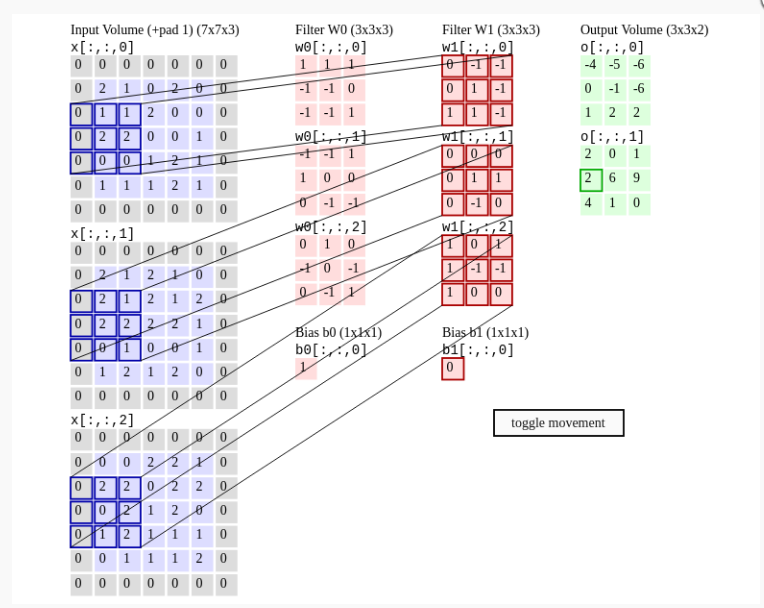 Input Volume (+pad 1) (7x7x3)
x[:,:,0]
0 0 0 0 0 0 0
0 2 1 0 2 0 0
0 1 1 2 0 0 0
0 2 2 0 0 1 0
0 0 0 1 2 1 0
0 1 1 1 2 1 0
0 0 0 0 0 0 0
x[:,:,1]
0 0 0 0 0 0 0
0 2 1 2 1 0 0
0 2 1 2 1 2 0
0 2 2 2 2 1 0
0 0 1 0 0 1 0
0 1 2 1 2 0 0
0 0 0 0 0 0 0
x[:,:,2]
0 0 0 0 0 0 0
0 0 0 2 2 1 0
0 2 2 0 2 2 0
0 0 2 1 2 0 0
0 1 2 1 1 1 0
0 0 1 1 1 2 0
0 0 0 0 0 0 0
Filter W0 (3x3x3)
w0[:,:,0]
1 1 1
-1 -1 0
-1 -1 1
w0[:,:,1]
-1 -1 1
1 0 0
0 -1 -1
w0[:,:,2]
0 1 0
-1 0 -1
0 -1 1
Bias b0 (1x1x1)
b0[:,:,0]
1
Filter W1 (3x3x3)
w1[:,:,0]
0 -1 -1
0 1 -1
1 1 -1
w1[:,:,1]
0 0 0
0 1 1
0 -1 0
w1[:,:,2]
1 0 1
1 -1 -1
1 0 0
Bias b1 (1x1x1)
b1[:,:,0]
0
Output Volume (3x3x2)
o[:,:,0]
-4 -5 -6
0 -1 -6
1 2 2
o[:,:,1]
2 0 1
2 6 9
4 1 0
toggle movement